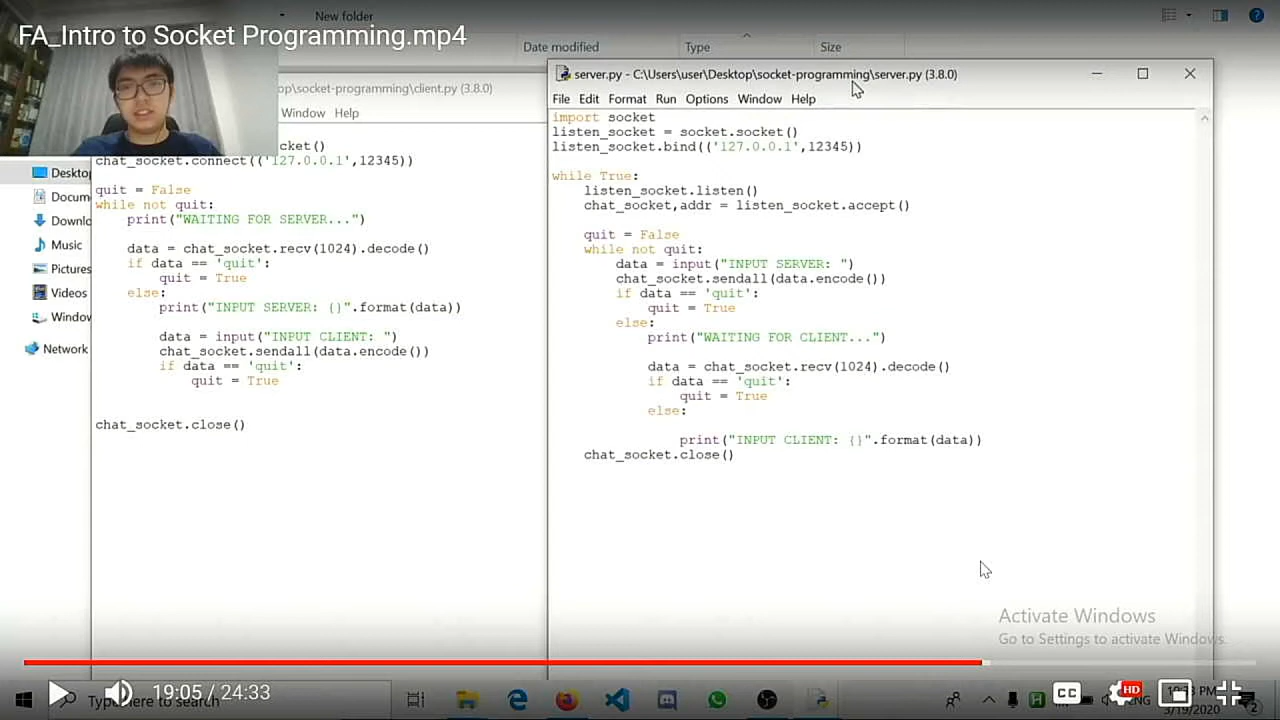 New folder
FA_Intro to Socket Programming.mp4
Date modified
Type
Size
op\socket-programming\client.py (3.8.0)
Window Help
cket()
chat_socket.connect(('127.0.0.1',12345))
quit = False
while not quit:
print("WAITING FOR SERVER...")
data = chat_socket.recv(1024).decode()
if data == 'quit':
quit = True
else:
print("INPUT SERVER: {}".format(data))
data = input("INPUT CLIENT: ")
chat_socket.sendall(data.encode())
if data == 'quit':
quit = True
chat_socket.close()
Desktop
Docum
Downlo
Music
Pictures
Videos
Window
Network
server.py - C:\Users\user\Desktop\socket-programming\server.py (3.8.0)
File Edit Format Run Options Window Help
import socket
listen_socket = socket.socket()
listen_socket.bind(('127.0.0.1',12345))
while True:
listen_socket.listen()
chat_socket,addr = listen_socket.accept()
quit = False
while not quit:
data = input("INPUT SERVER: ")
chat_socket.sendall(data.encode())
if data == 'quit':
quit = True
else:
print("WAITING FOR CLIENT...")
data = chat_socket.recv(1024).decode()
if data == 'quit':
quit = True
else:
print("INPUT CLIENT: {}".format(data))
chat_socket.close()
Activate Windows
Go to Settings to activate Windows.
19:05 / 24:33
Type here to search
CC
HD
ENG
PM
3/19/2020
2